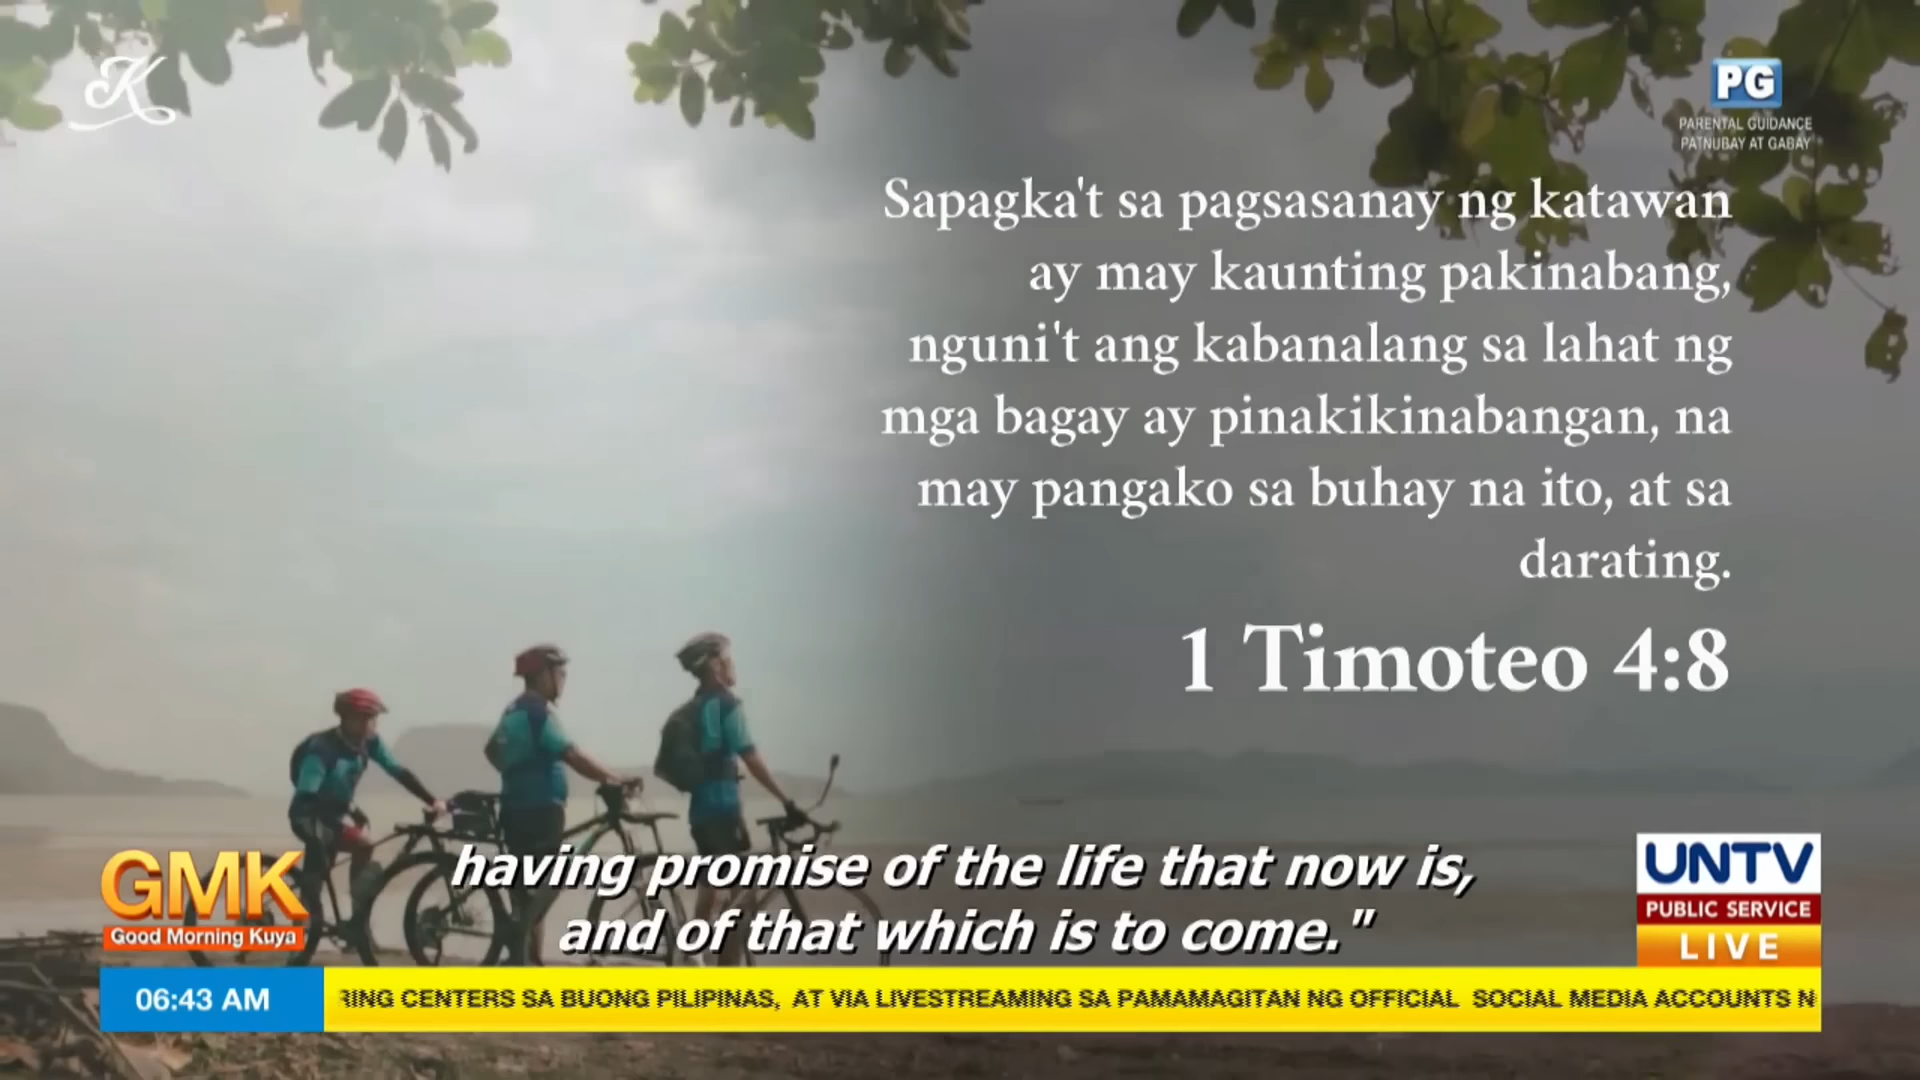 K
PG
PARENTAL GUIDANCE
PATNUBAY AT GABAY
Sapagka't sa pagsasanay ng katawan
ay may kaunting pakinabang,
nguni't ang kabanalang sa lahat ng
mga bagay ay pinakikinabangan, na
may pangako sa buhay na ito, at sa
darating.
1 Timoteo 4:8
having promise of the life that now is,
and of that which is to come."
GMK
Good Morning Kuya
UNTV
PUBLIC SERVICE
LIVE
06:43 AM
RING CENTERS SA BUONG PILIPINAS, AT VIA LIVESTREAMING SA PAMAMAGITAN NG OFFICIAL SOCIAL MEDIA ACCOUNTS N